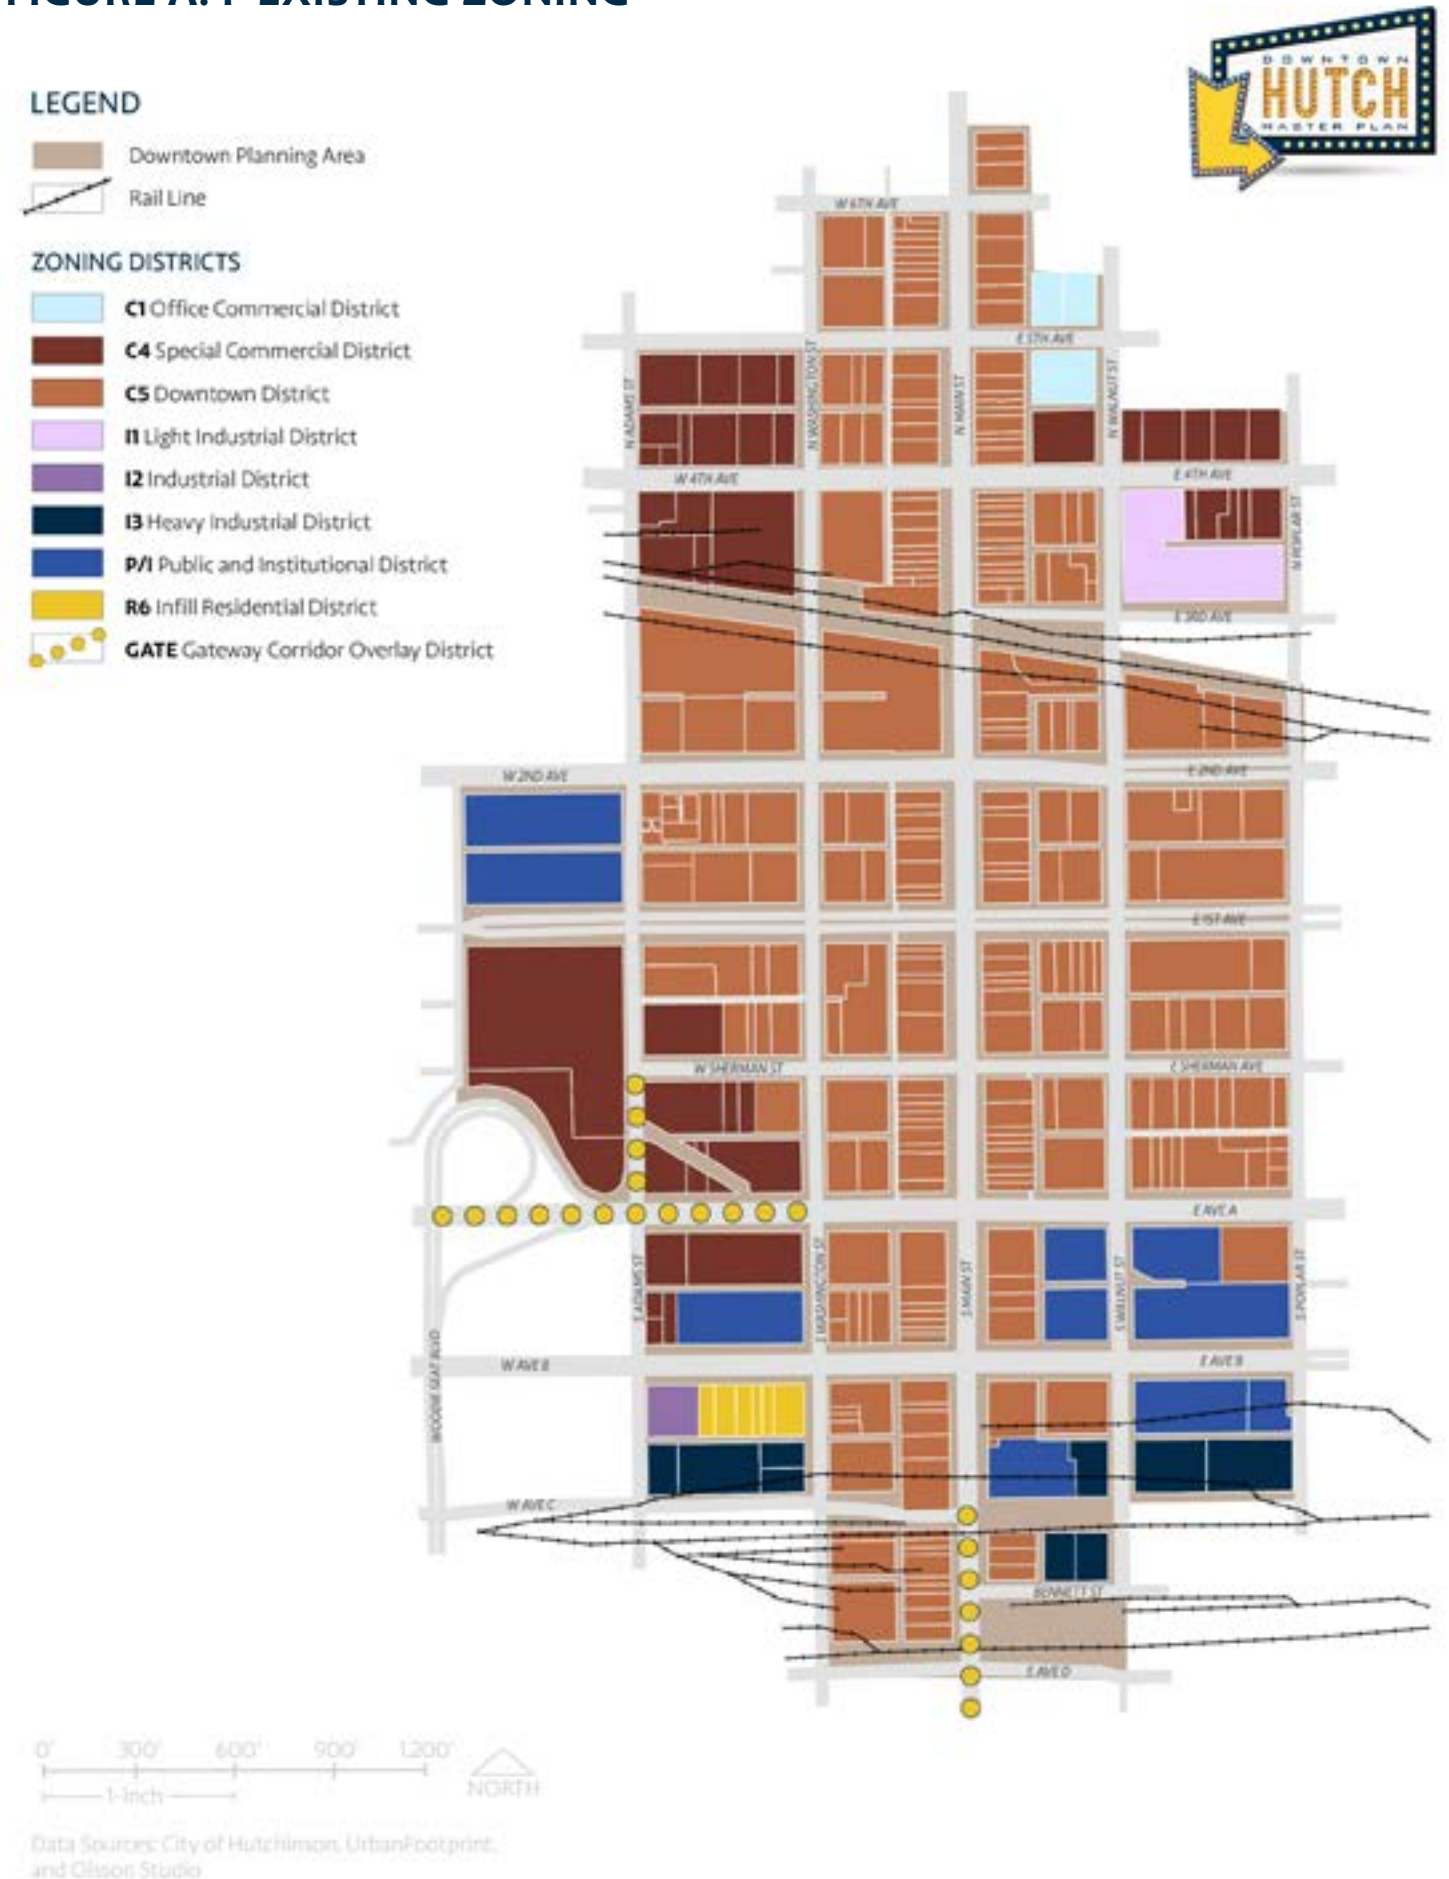 FIGURE A.1 EXISTING ZONING
DOWNTOWN
HUTCH
MASTER PLAN
LEGEND
Downtown Planning Area
Rail Line
ZONING DISTRICTS
C1 Office Commercial District
C4 Special Commercial District
C5 Downtown District
I1 Light Industrial District
I2 Industrial District
I3 Heavy Industrial District
P/I Public and Institutional District
R6 Infill Residential District
GATE Gateway Corridor Overlay District
W 6TH AVE
E 5TH AVE
N ADAMS ST
N WASHINGTON ST
N MAIN ST
N WALNUT ST
W 4TH AVE
E 4TH AVE
N POPLAR ST
E 3RD AVE
W 2ND AVE
E 2ND AVE
E 1ST AVE
W SHERMAN ST
E SHERMAN AVE
E AVE A
S ADAMS ST
S WASHINGTON ST
S MAIN ST
S WALNUT ST
S POPLAR ST
WOODIE SEAT BLVD
W AVE B
E AVE B
W AVE C
BENNETT ST
E AVE D
0' 300' 600' 900' 1,200'
1-Inch
NORTH
Data Sources: City of Hutchinson, UrbanFootprint,
and Olsson Studio